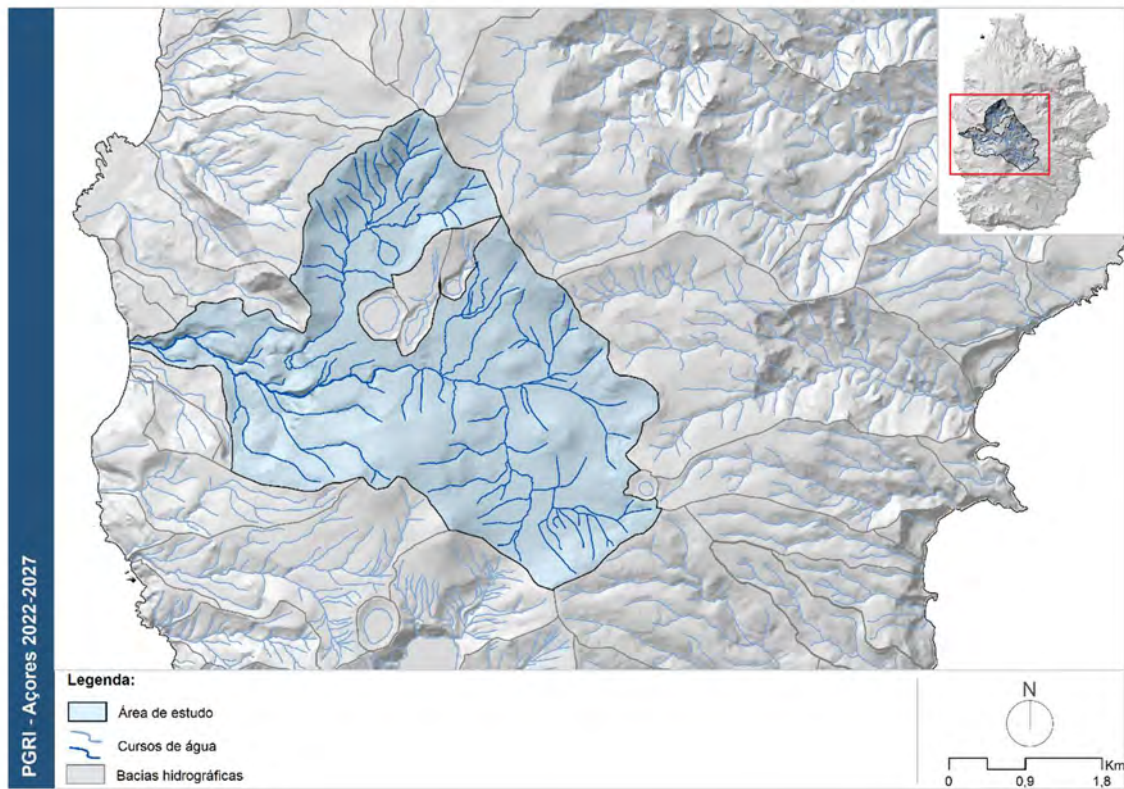 PGRI - Açores 2022-2027
Legenda:
Área de estudo
Cursos de água
Bacias hidrográficas
N
Km
0 0,9 1,8